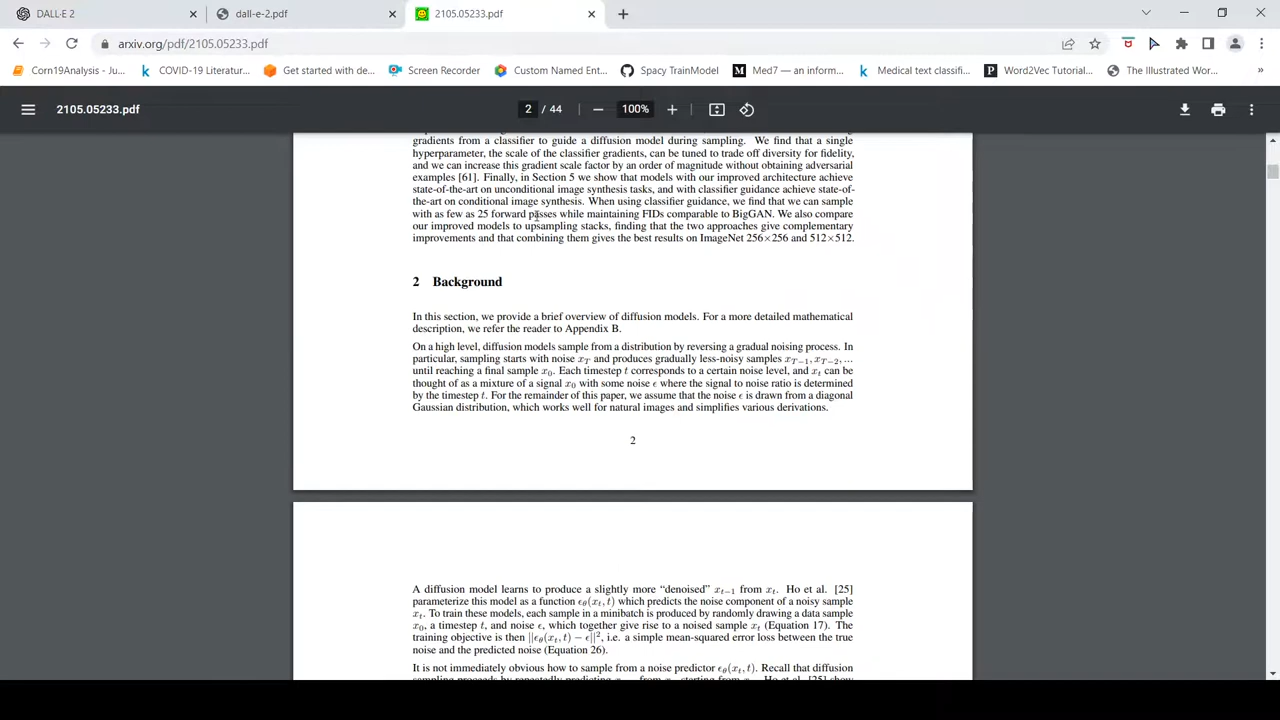 DALL·E 2
dall-e-2.pdf
2105.05233.pdf
arxiv.org/pdf/2105.05233.pdf
Corn19Analysis - Ju...
COVID-19 Literatur...
Get started with de...
Screen Recorder
Custom Named Ent...
Spacy TrainModel
Med7 — an inform...
Medical text classifi...
Word2Vec Tutorial...
The Illustrated Wor...
»
2105.05233.pdf
2 / 44
100%
gradients from a classifier to guide a diffusion model during sampling. We find that a single
hyperparameter, the scale of the classifier gradients, can be tuned to trade off diversity for fidelity,
and we can increase this gradient scale factor by an order of magnitude without obtaining adversarial
examples [61]. Finally, in Section 5 we show that models with our improved architecture achieve
state-of-the-art on unconditional image synthesis tasks, and with classifier guidance achieve state-of-
the-art on conditional image synthesis. When using classifier guidance, we find that we can sample
with as few as 25 forward passes while maintaining FIDs comparable to BigGAN. We also compare
our improved models to upsampling stacks, finding that the two approaches give complementary
improvements and that combining them gives the best results on ImageNet 256×256 and 512×512.
2 Background
In this section, we provide a brief overview of diffusion models. For a more detailed mathematical
description, we refer the reader to Appendix B.
On a high level, diffusion models sample from a distribution by reversing a gradual noising process. In
particular, sampling starts with noise x_T and produces gradually less-noisy samples x_{T−1}, x_{T−2}, ...
until reaching a final sample x_0. Each timestep t corresponds to a certain noise level, and x_t can be
thought of as a mixture of a signal x_0 with some noise ϵ where the signal to noise ratio is determined
by the timestep t. For the remainder of this paper, we assume that the noise ϵ is drawn from a diagonal
Gaussian distribution, which works well for natural images and simplifies various derivations.
2
A diffusion model learns to produce a slightly more “denoised” x_{t−1} from x_t. Ho et al. [25]
parameterize this model as a function ϵ_θ(x_t, t) which predicts the noise component of a noisy sample
x_t. To train these models, each sample in a minibatch is produced by randomly drawing a data sample
x_0, a timestep t, and noise ϵ, which together give rise to a noised sample x_t (Equation 17). The
training objective is then ||ϵ_θ(x_t, t) − ϵ||², i.e. a simple mean-squared error loss between the true
noise and the predicted noise (Equation 26).
It is not immediately obvious how to sample from a noise predictor ϵ_θ(x_t, t). Recall that diffusion